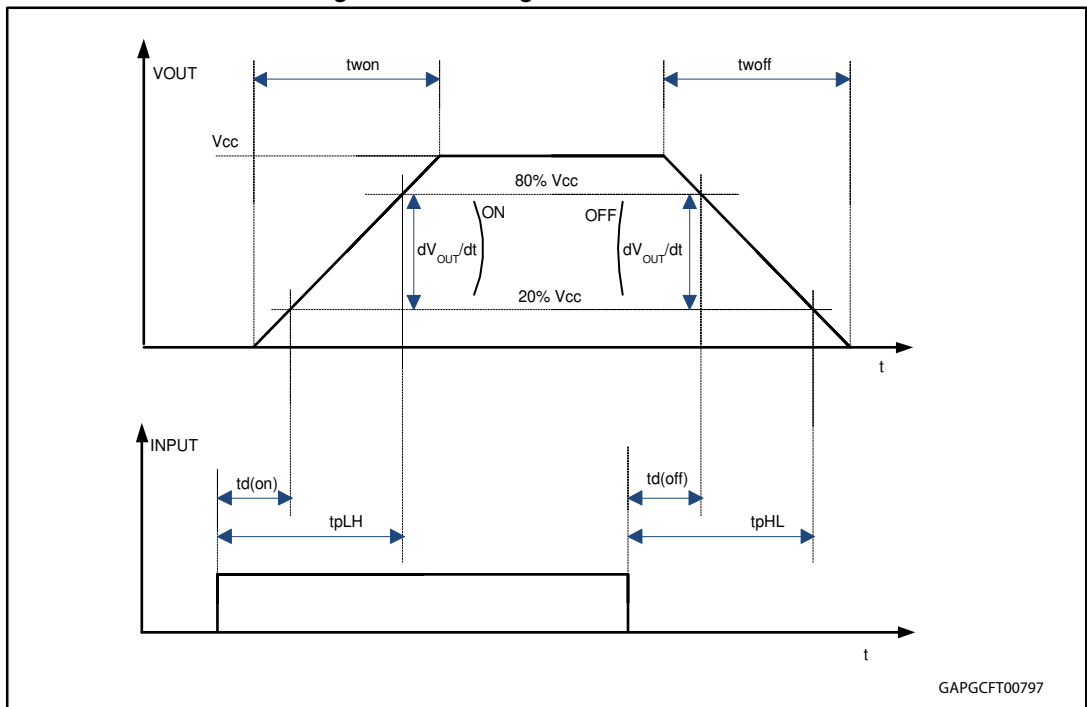 VOUT
twon
twoff
Vcc
80% Vcc
ON
OFF
dVOUT/dt
dVOUT/dt
20% Vcc
t
INPUT
td(on)
td(off)
tpLH
tpHL
t
GAPGCFT00797